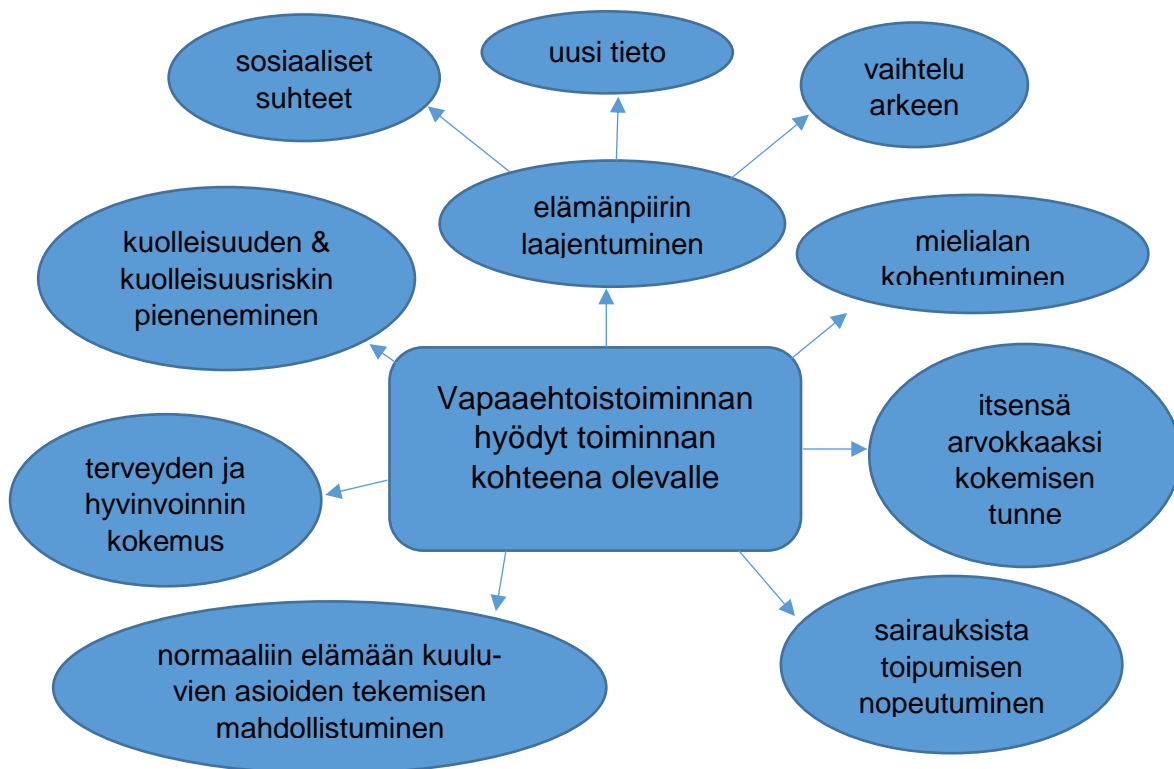 sosiaaliset
suhteet
uusi tieto
vaihtelu
arkeen
elämänpiirin
laajentuminen
mielialan
kohentuminen
kuolleisuuden &
kuolleisuusriskin
pieneneminen
Vapaaehtoistoiminnan
hyödyt toiminnan
kohteena olevalle
itsensä
arvokkaaksi
kokemisen
tunne
terveyden ja
hyvinvoinnin
kokemus
normaaliin elämään kuulu-
vien asioiden tekemisen
mahdollistuminen
sairauksista
toipumisen
nopeutuminen